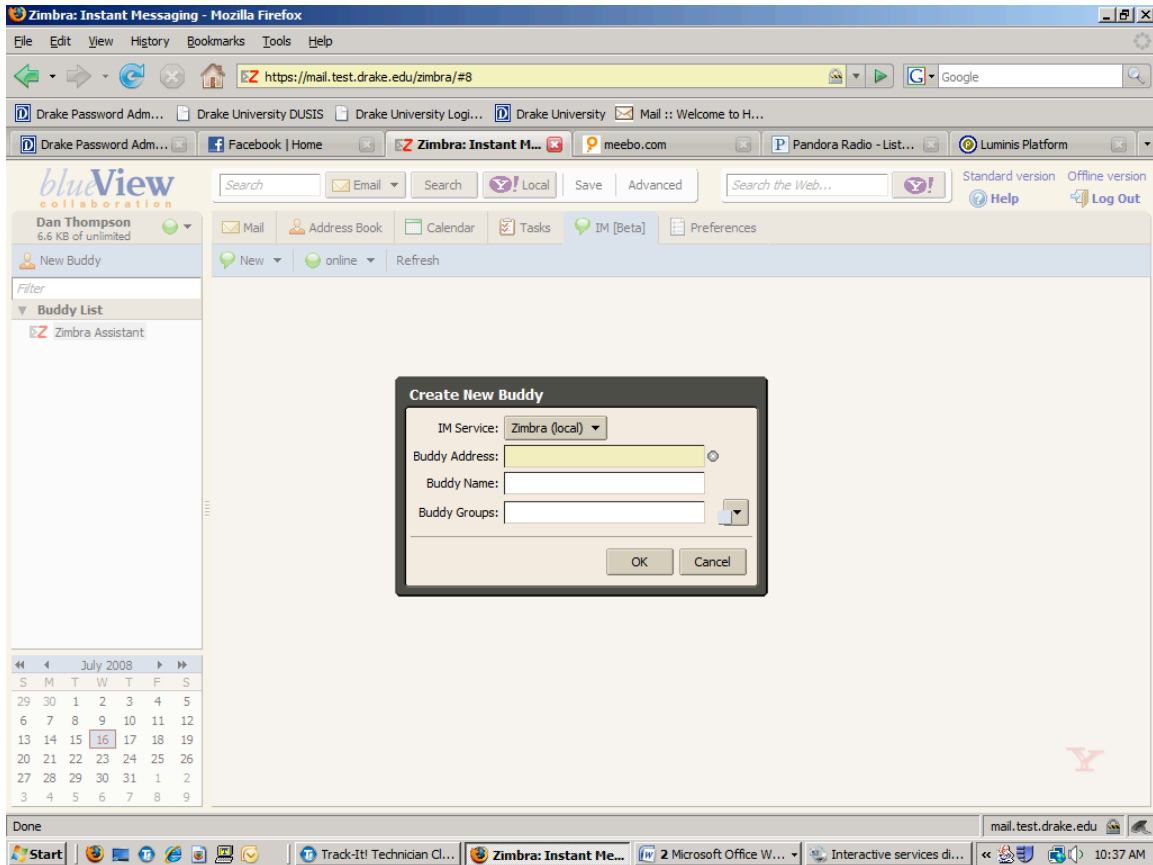 Zimbra: Instant Messaging - Mozilla Firefox
File Edit View History Bookmarks Tools Help
https://mail.test.drake.edu/zimbra/#8 G Google
Drake Password Adm... Drake University DUSIS Drake University Logi... Drake University Mail :: Welcome to H...
Drake Password Adm... Facebook | Home Zimbra: Instant M... meebo.com Pandora Radio - List... Luminis Platform
blueView
collaboration
Search Email Search Y! Local Save Advanced Search the Web... Y! Standard version Offline version
Help Log Out
Dan Thompson
6.6 KB of unlimited
Mail Address Book Calendar Tasks IM [Beta] Preferences
New Buddy New online Refresh
Filter
Buddy List
Zimbra Assistant
Create New Buddy
IM Service: Zimbra (local)
Buddy Address:
Buddy Name:
Buddy Groups:
OK Cancel
July 2008
S M T W T F S
29 30 1 2 3 4 5
6 7 8 9 10 11 12
13 14 15 16 17 18 19
20 21 22 23 24 25 26
27 28 29 30 31 1 2
3 4 5 6 7 8 9
Y
Done mail.test.drake.edu
Start Track-It! Technician Cl... Zimbra: Instant Me... 2 Microsoft Office W... Interactive services di... « 10:37 AM